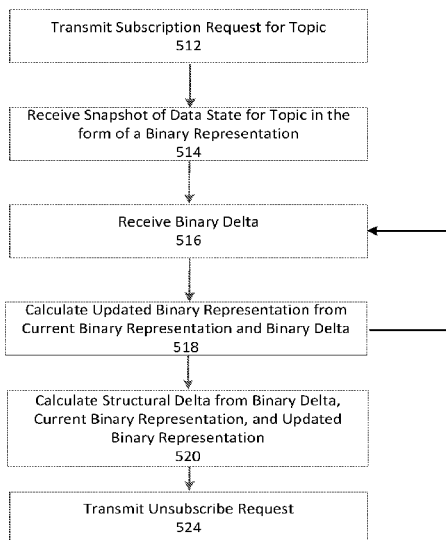 Transmit Subscription Request for Topic
512
Receive Snapshot of Data State for Topic in the
form of a Binary Representation
514
Receive Binary Delta
516
Calculate Updated Binary Representation from
Current Binary Representation and Binary Delta
518
Calculate Structural Delta from Binary Delta,
Current Binary Representation, and Updated
Binary Representation
520
Transmit Unsubscribe Request
524